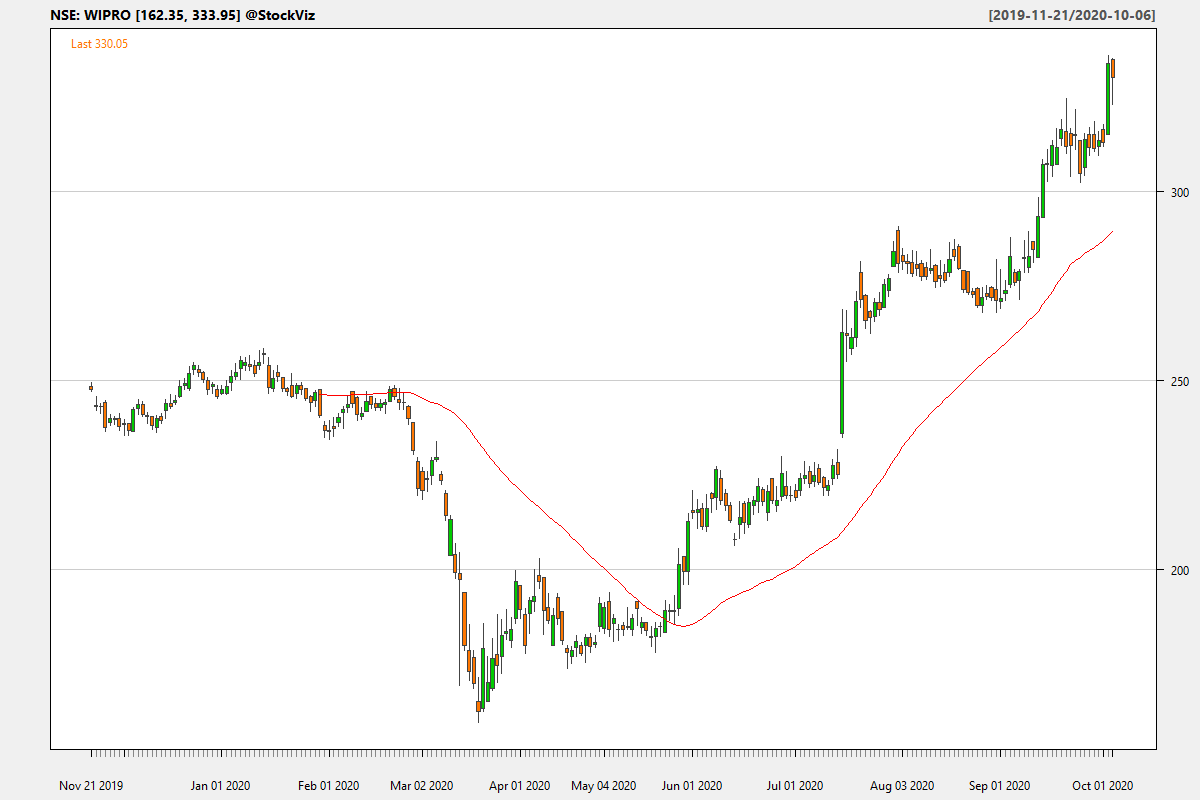 NSE: WIPRO [162.35, 333.95] @StockViz [2019-11-21/2020-10-06]
Last 330.05
300
250
200
Nov 21 2019 Jan 01 2020 Feb 01 2020 Mar 02 2020 Apr 01 2020 May 04 2020 Jun 01 2020 Jul 01 2020 Aug 03 2020 Sep 01 2020 Oct 01 2020